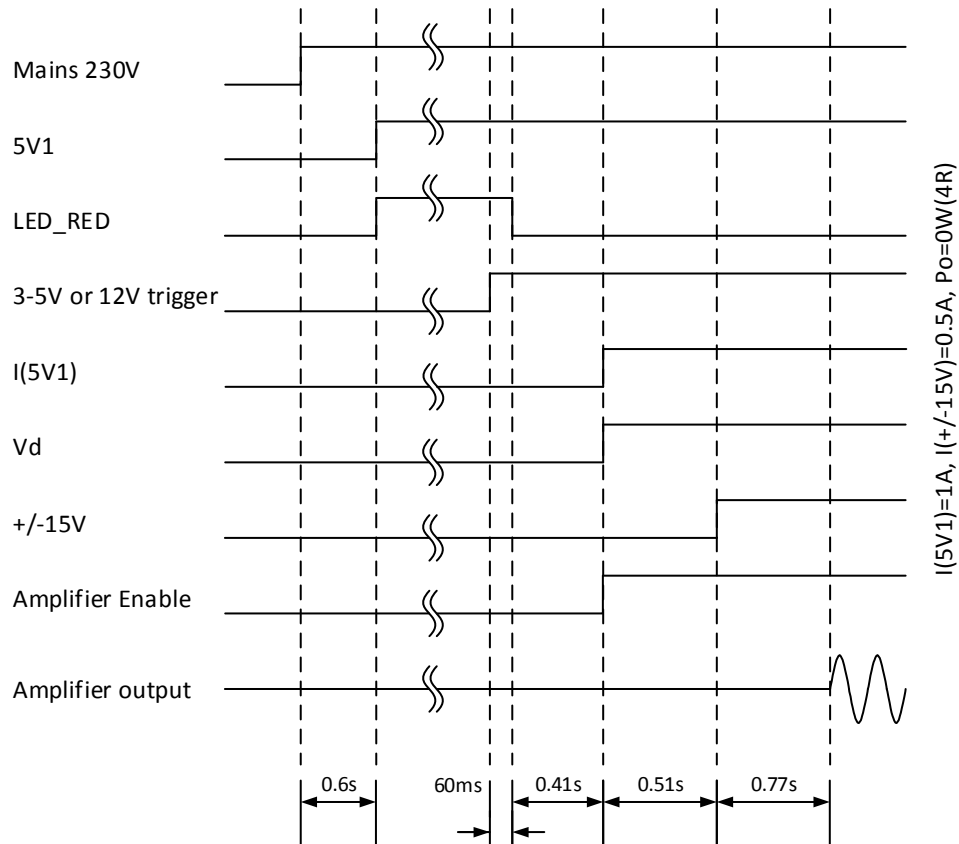 Mains 230V
5V1
LED_RED
3-5V or 12V trigger
I(5V1)
Vd
+/-15V
Amplifier Enable
Amplifier output
0.6s
60ms
0.41s
0.51s
0.77s
I(5V1)=1A, I(+/-15V)=0.5A, Po=0W(4R)